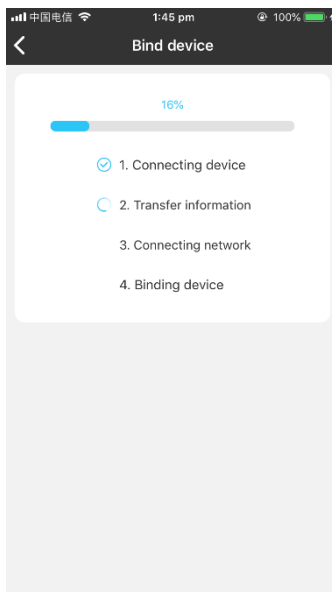 中国电信 1:45 pm 100%
Bind device
16%
1. Connecting device
2. Transfer information
3. Connecting network
4. Binding device